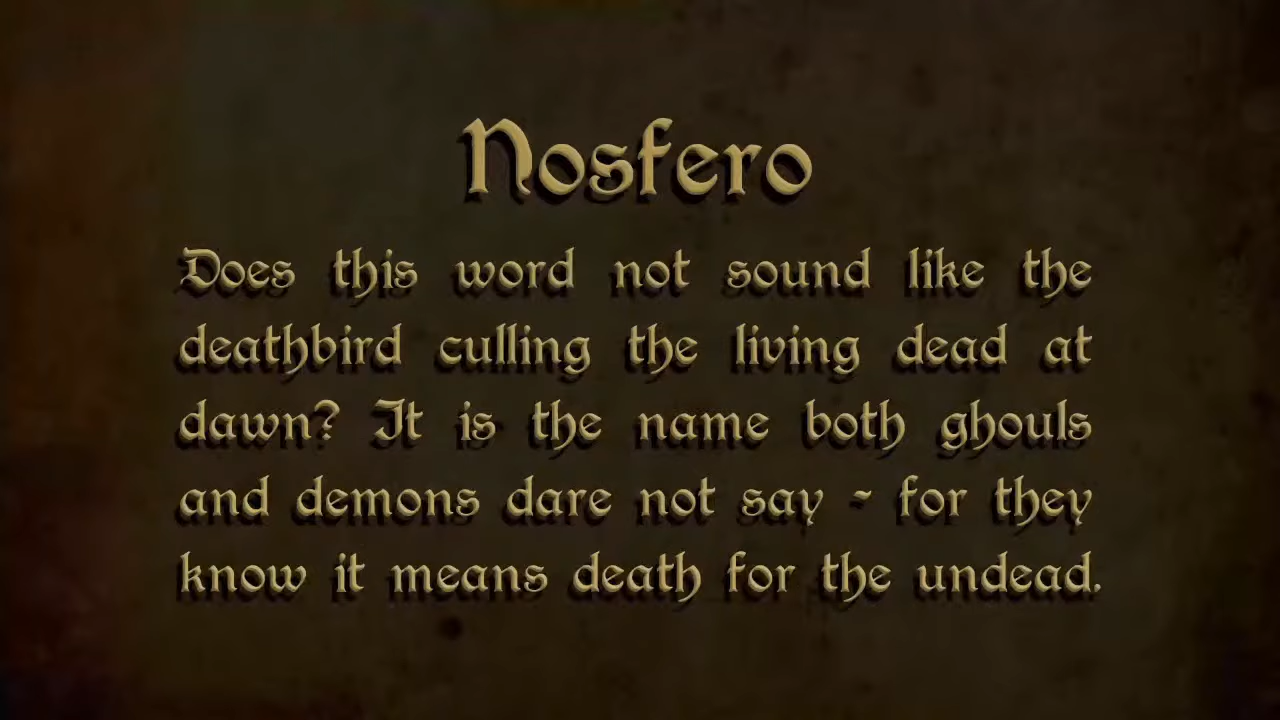 Nosfero
Does this word not sound like the
deathbird culling the living dead at
dawn? It is the name both ghouls
and demons dare not say - for they
know it means death for the undead.